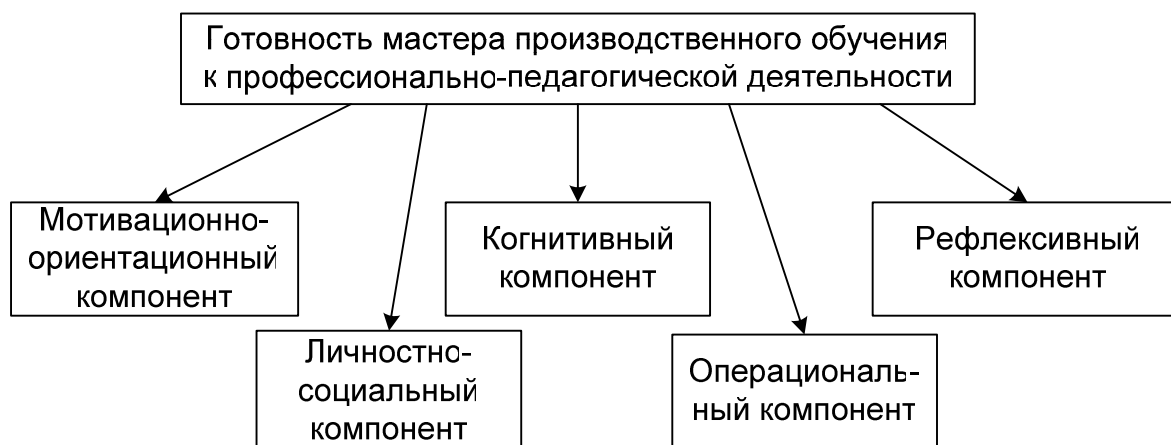 Готовность мастера производственного обучения
к профессионально-педагогической деятельности
Мотивационно-
ориентационный
компонент
Когнитивный
компонент
Рефлексивный
компонент
Личностно-
социальный
компонент
Операциональ-
ный компонент